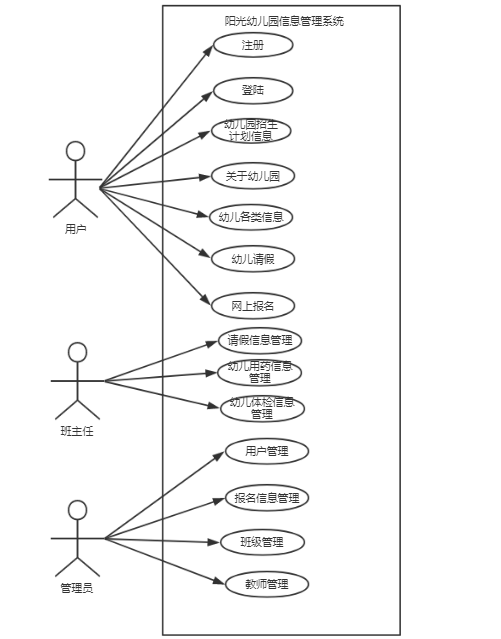 阳光幼儿园信息管理系统
注册
登陆
幼儿园招生
计划信息
关于幼儿园
幼儿各类信息
幼儿请假
网上报名
用户
请假信息管理
幼儿用药信息
管理
幼儿体检信息
管理
班主任
用户管理
报名信息管理
班级管理
教师管理
管理员